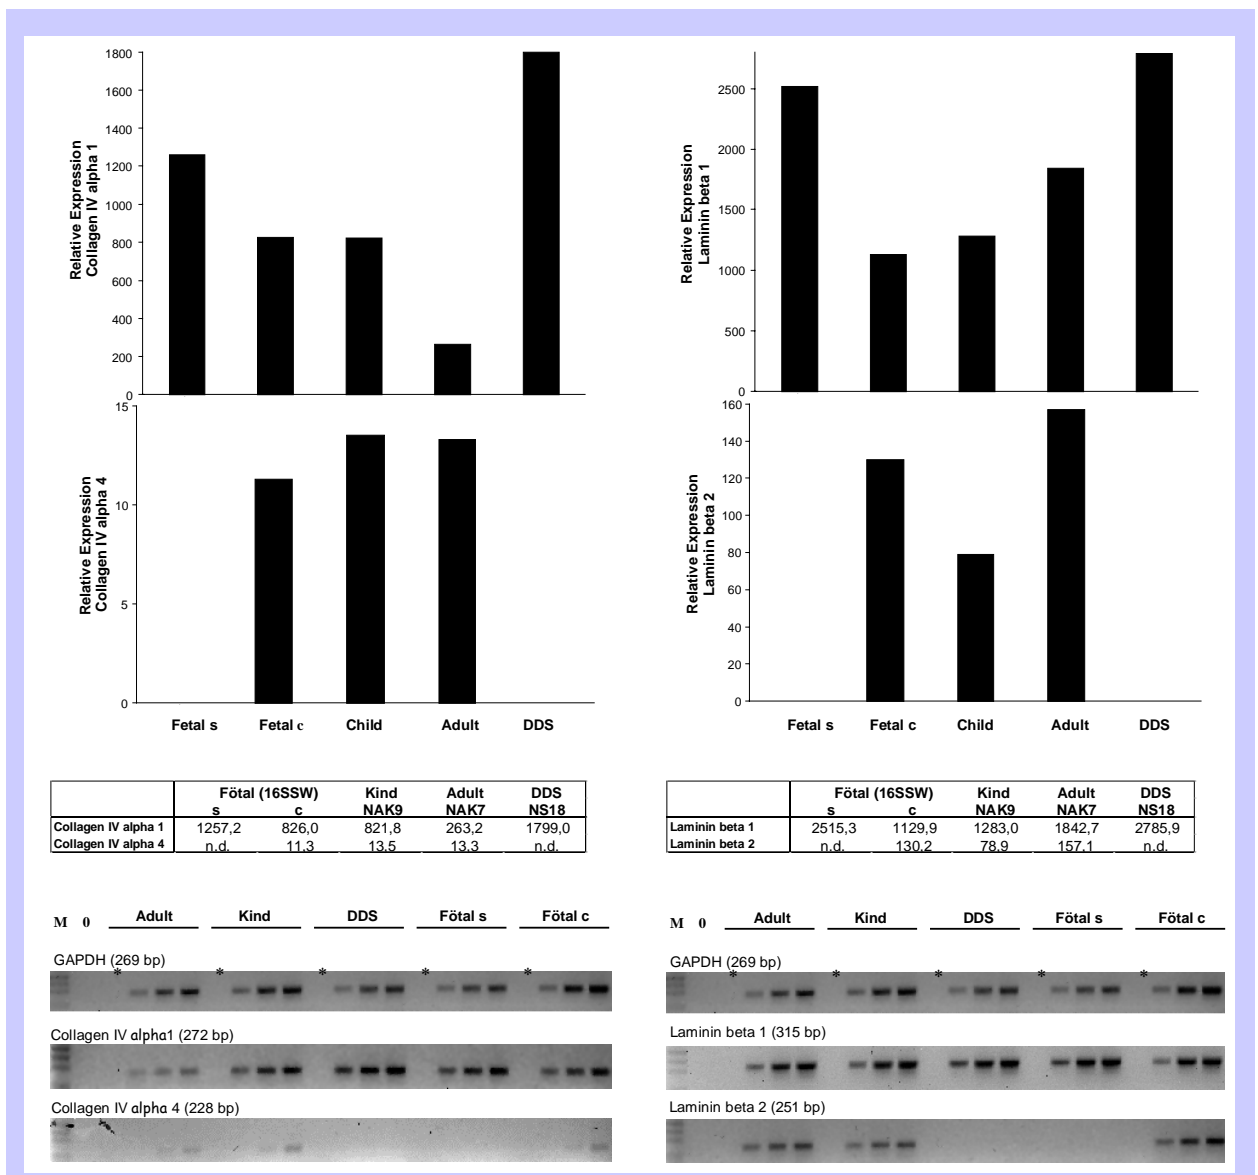 Relative Expression
Collagen IV alpha 1
1800
1600
1400
1200
1000
800
600
400
200
0
Relative Expression
Laminin beta 1
2500
2000
1500
1000
500
0
Relative Expression
Collagen IV alpha 4
15
10
5
0
Fetal s Fetal c Child Adult DDS
Relative Expression
Laminin beta 2
160
140
120
100
80
60
40
20
0
Fetal s Fetal c Child Adult DDS
Fötal (16SSW) Kind Adult DDS
s c NAK9 NAK7 NS18
Collagen IV alpha 1 1257,2 826,0 821,8 263,2 1799,0
Collagen IV alpha 4 n.d. 11,3 13,5 13,3 n.d.
Fötal (16SSW) Kind Adult DDS
s c NAK9 NAK7 NS18
Laminin beta 1 2515,3 1129,9 1283,0 1842,7 2785,9
Laminin beta 2 n.d. 130,2 78,9 157,1 n.d.
M 0 Adult Kind DDS Fötal s Fötal c
GAPDH (269 bp)
* * * * *
Collagen IV alpha1 (272 bp)
Collagen IV alpha 4 (228 bp)
M 0 Adult Kind DDS Fötal s Fötal c
GAPDH (269 bp)
* * * * *
Laminin beta 1 (315 bp)
Laminin beta 2 (251 bp)